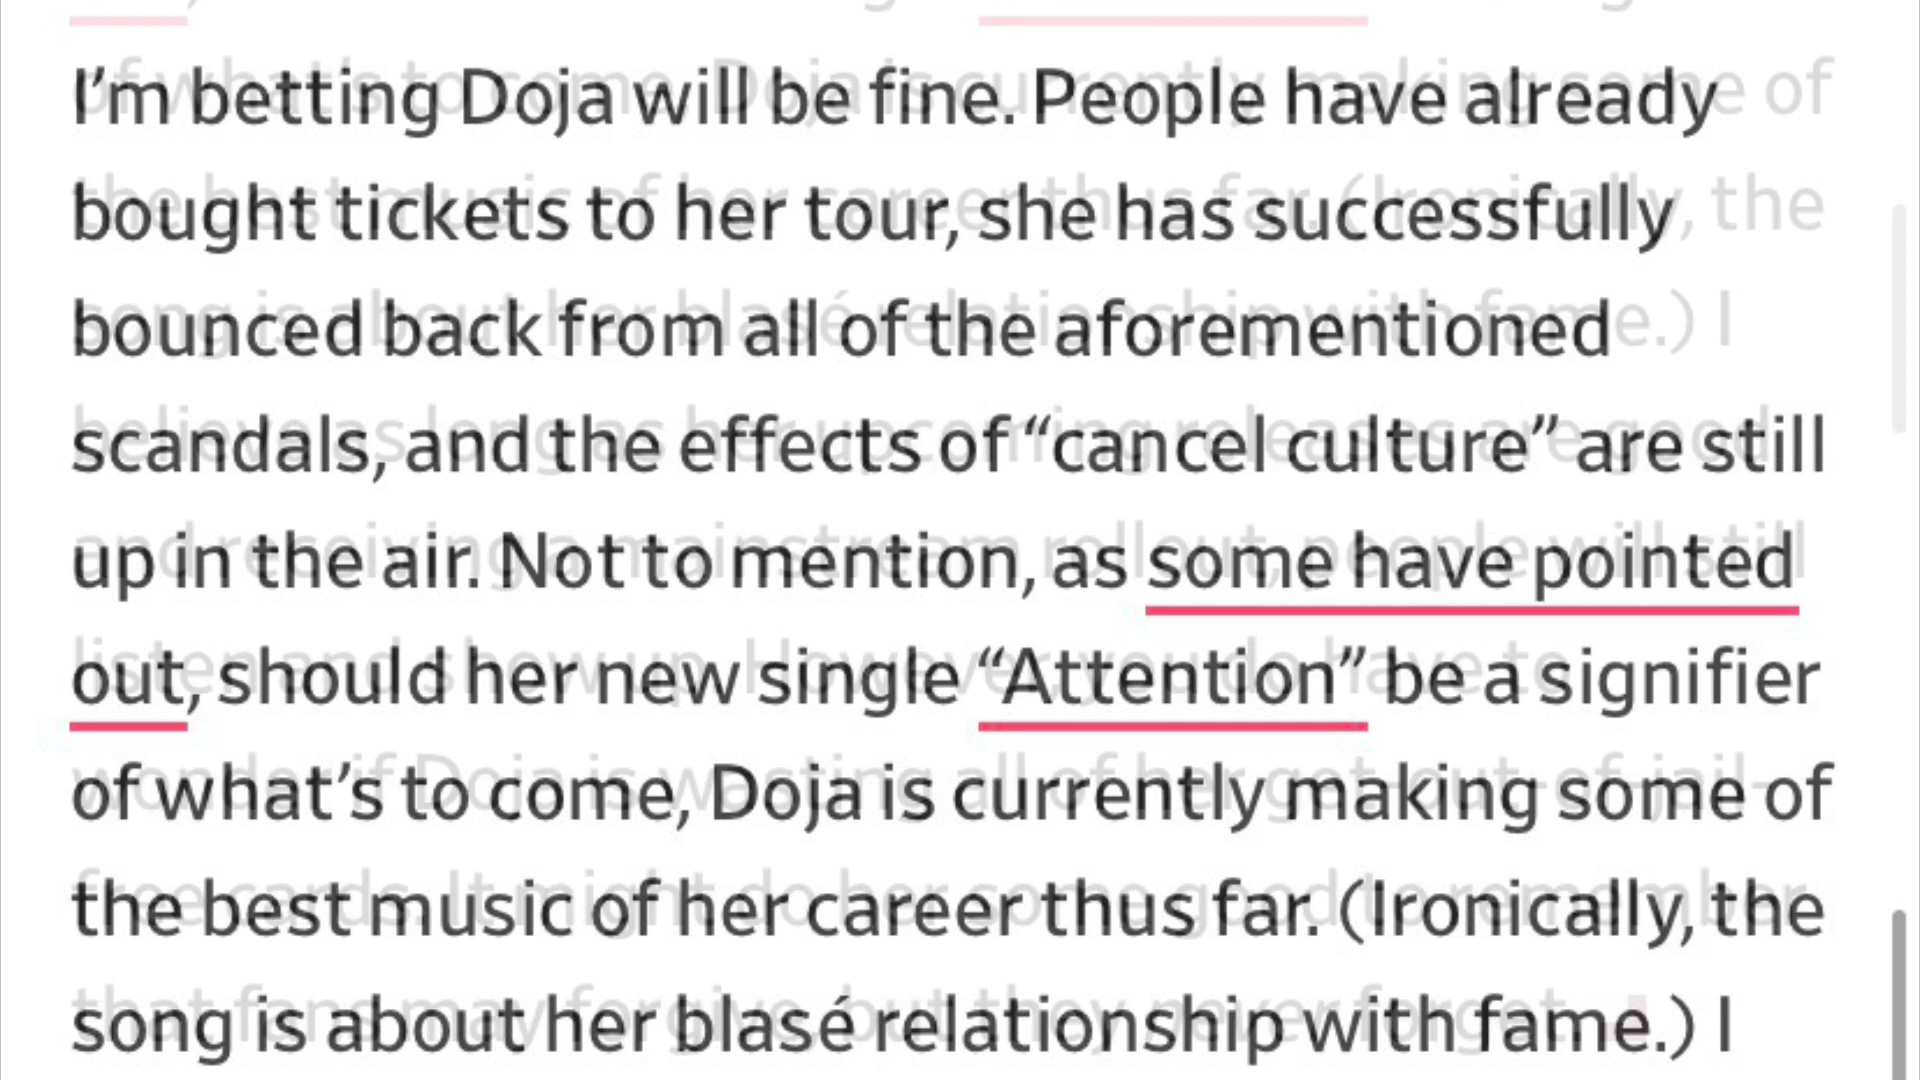 I’m betting Doja will be fine. People have already
bought tickets to her tour, she has successfully
bounced back from all of the aforementioned
scandals, and the effects of “cancel culture” are still
up in the air. Not to mention, as some have pointed
out, should her new single “Attention” be a signifier
of what’s to come, Doja is currently making some of
the best music of her career thus far. (Ironically, the
song is about her blasé relationship with fame.) I